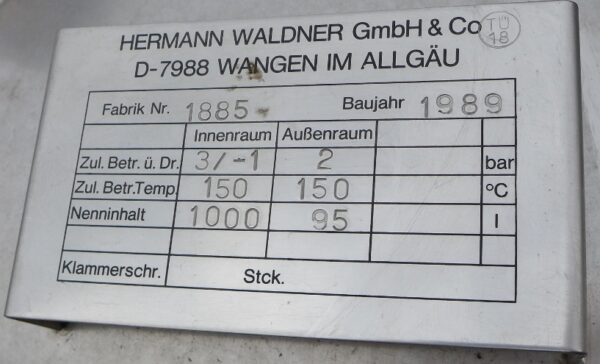 HERMANN WALDNER GmbH & Co
TÜ
18
D-7988 WANGEN IM ALLGÄU
Fabrik Nr. 1885- Baujahr 1989
Innenraum Außenraum
Zul. Betr. ü. Dr. 3/-1 2 bar
Zul. Betr.Temp. 150 150 °C
Nenninhalt 1000 95 l
Klammerschr. Stck.